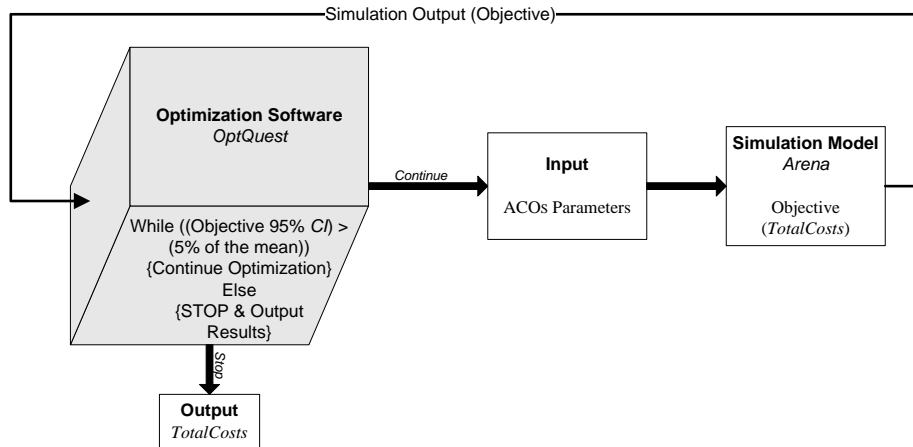 Simulation Output (Objective)
Optimization Software
OptQuest
While ((Objective 95% CI) >
(5% of the mean))
{Continue Optimization}
Else
{STOP & Output
Results}
Continue
Input
ACOs Parameters
Simulation Model
Arena
Objective
(TotalCosts)
Stop
Output
TotalCosts